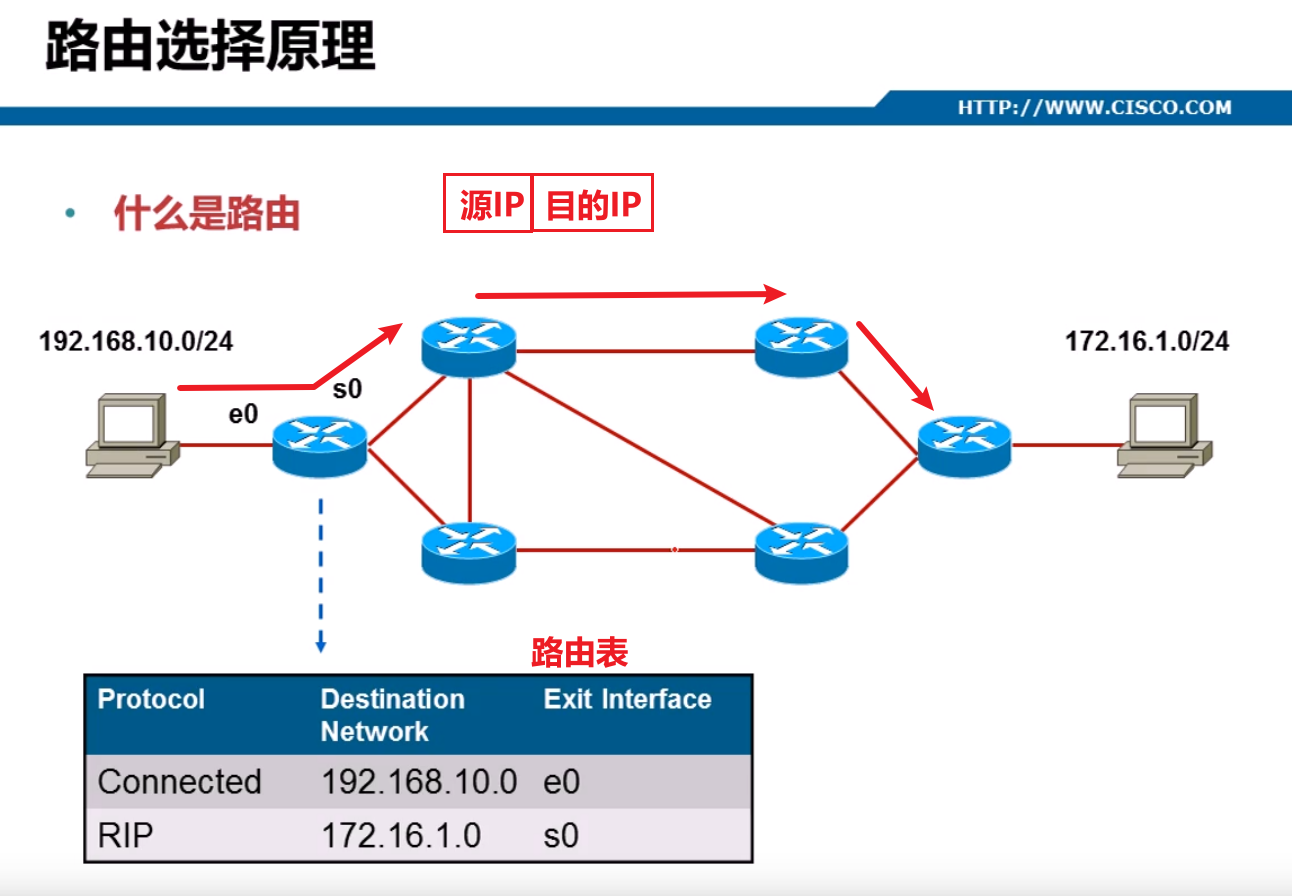 路由选择原理
HTTP://WWW.CISCO.COM
• 什么是路由
源IP 目的IP
192.168.10.0/24
172.16.1.0/24
s0
e0
路由表
Protocol Destination Network Exit Interface
Connected 192.168.10.0 e0
RIP 172.16.1.0 s0